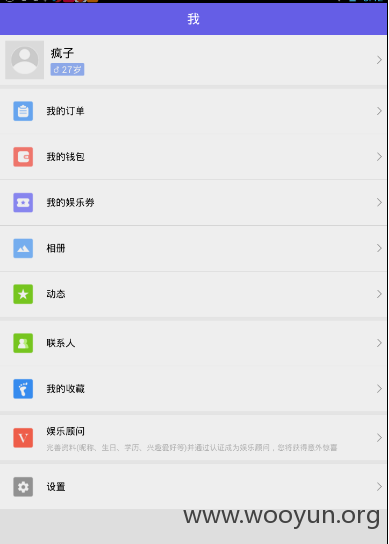 我
疯子
♂ 27岁
我的订单
我的钱包
我的娱乐券
相册
动态
联系人
我的收藏
娱乐顾问
完善资料(昵称、生日、学历、兴趣爱好等)并通过认证成为娱乐顾问，您将获得意外钞票
设置
www.wooyun.org